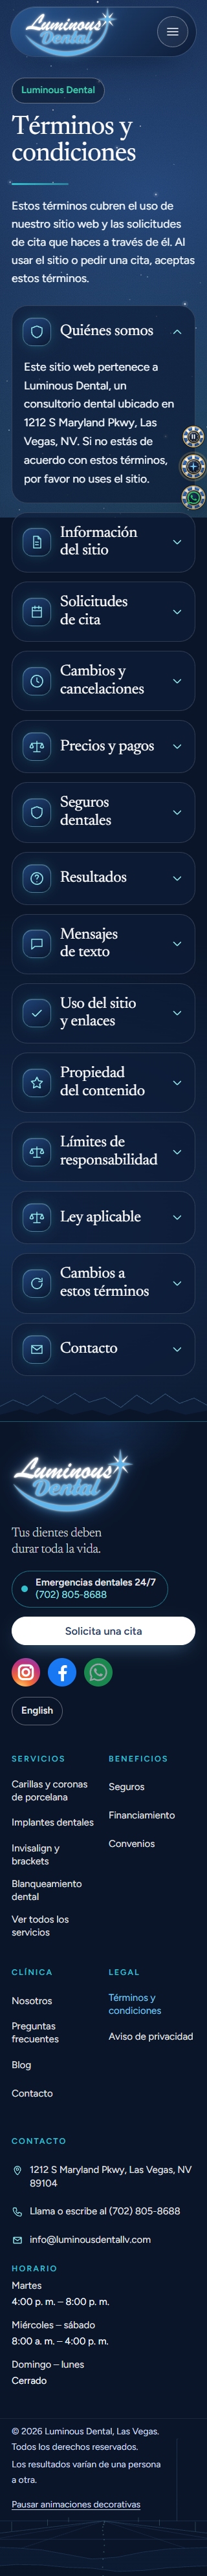 Luminous
Dental
Luminous Dental
Términos y
condiciones
Estos términos cubren el uso de
nuestro sitio web y las solicitudes
de cita que haces a través de él. Al
usar el sitio o pedir una cita, aceptas
estos términos.
Quiénes somos
Este sitio web pertenece a
Luminous Dental, un
consultorio dental ubicado en
1212 S Maryland Pkwy, Las
Vegas, NV. Si no estás de
acuerdo con estos términos,
por favor no uses el sitio.
Información
del sitio
Solicitudes
de cita
Cambios y
cancelaciones
Precios y pagos
Seguros
dentales
Resultados
Mensajes
de texto
Uso del sitio
y enlaces
Propiedad
del contenido
Límites de
responsabilidad
Ley aplicable
Cambios a
estos términos
Contacto
Luminous
Dental
Tus dientes deben
durar toda la vida.
Emergencias dentales 24/7
(702) 805-8688
Solicita una cita
English
SERVICIOS
Carillas y coronas
de porcelana
Implantes dentales
Invisalign y
brackets
Blanqueamiento
dental
Ver todos los
servicios
BENEFICIOS
Seguros
Financiamiento
Convenios
CLÍNICA
Nosotros
Preguntas
frecuentes
Blog
Contacto
LEGAL
Términos y
condiciones
Aviso de privacidad
CONTACTO
1212 S Maryland Pkwy, Las Vegas, NV
89104
Llama o escribe al (702) 805-8688
info@luminousdentallv.com
HORARIO
Martes
4:00 p. m. – 8:00 p. m.
Miércoles – sábado
8:00 a. m. – 4:00 p. m.
Domingo – lunes
Cerrado
© 2026 Luminous Dental, Las Vegas.
Todos los derechos reservados.
Los resultados varían de una persona
a otra.
Pausar animaciones decorativas